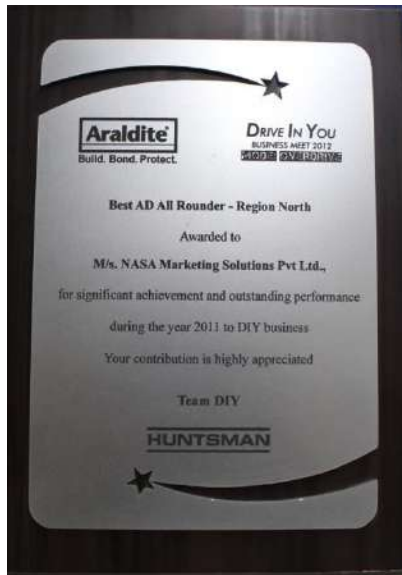 Araldite®
Build. Bond. Protect.
DRIVE IN YOU
BUSINESS MEET 2012
Best AD All Rounder - Region North
Awarded to
M/s. NASA Marketing Solutions Pvt Ltd.,
for significant achievement and outstanding performance
during the year 2011 to DIY business
Your contribution is highly appreciated
Team DIY
HUNTSMAN